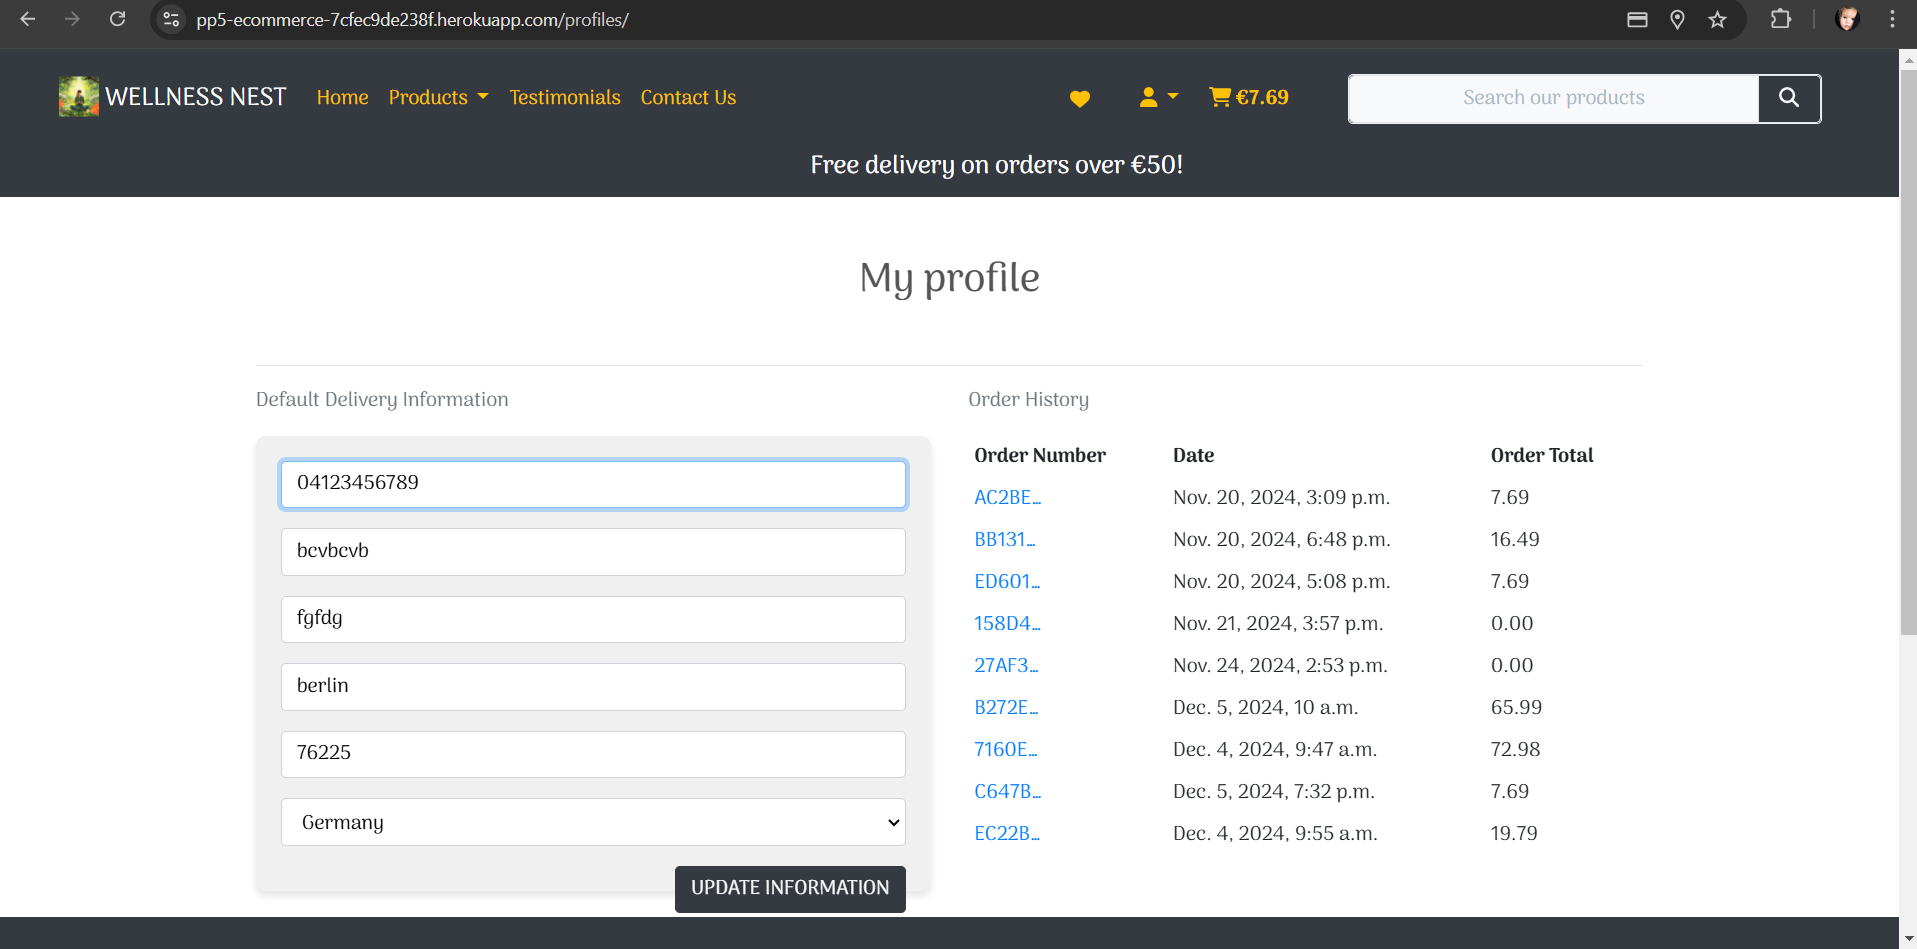 pp5-ecommerce-7cfec9de238f.herokuapp.com/profiles/
WELLNESS NEST Home Products Testimonials Contact Us €7.69 Search our products
Free delivery on orders over €50!
My profile
Default Delivery Information
04123456789
bcvbcvb
fgfdg
berlin
76225
Germany
UPDATE INFORMATION
Order History
Order Number Date Order Total
AC2BE... Nov. 20, 2024, 3:09 p.m. 7.69
BB131... Nov. 20, 2024, 6:48 p.m. 16.49
ED601... Nov. 20, 2024, 5:08 p.m. 7.69
158D4... Nov. 21, 2024, 3:57 p.m. 0.00
27AF3... Nov. 24, 2024, 2:53 p.m. 0.00
B272E... Dec. 5, 2024, 10 a.m. 65.99
7160E... Dec. 4, 2024, 9:47 a.m. 72.98
C647B... Dec. 5, 2024, 7:32 p.m. 7.69
EC22B... Dec. 4, 2024, 9:55 a.m. 19.79